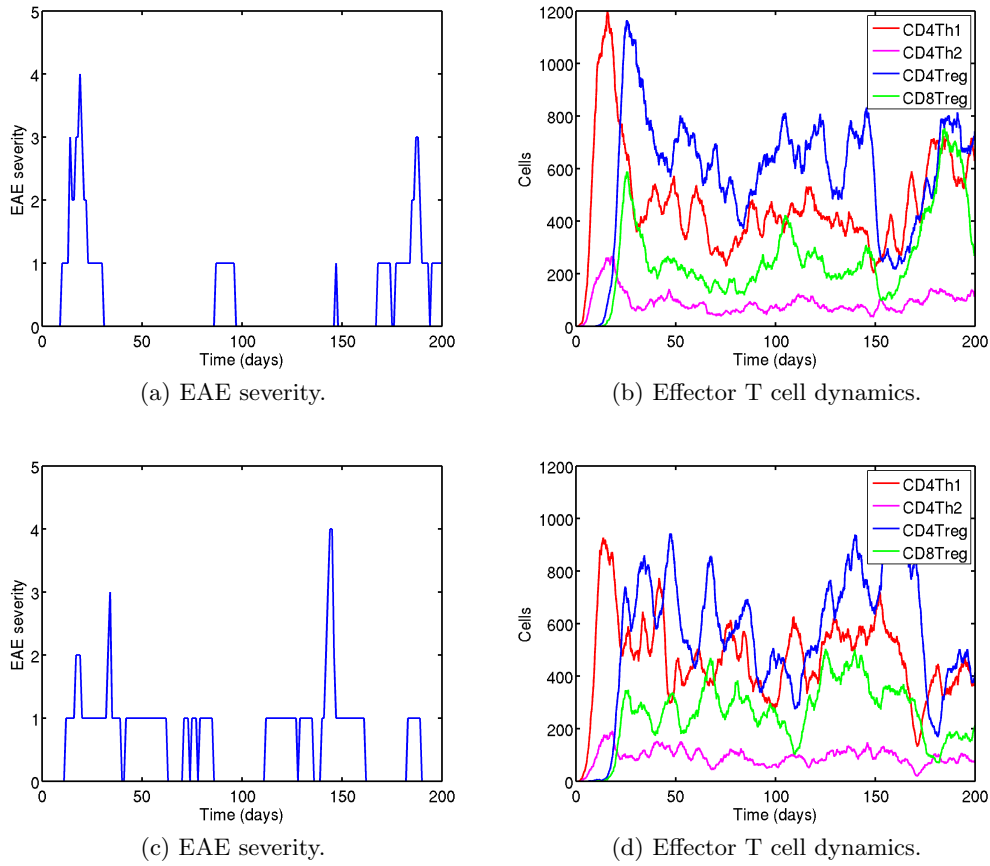 5
4
3
2
1
0
EAE severity
0 50 100 150 200
Time (days)
(a) EAE severity.
1200
1000
800
600
400
200
0
Cells
CD4Th1
CD4Th2
CD4Treg
CD8Treg
0 50 100 150 200
Time (days)
(b) Effector T cell dynamics.
5
4
3
2
1
0
EAE severity
0 50 100 150 200
Time (days)
(c) EAE severity.
1200
1000
800
600
400
200
0
Cells
CD4Th1
CD4Th2
CD4Treg
CD8Treg
0 50 100 150 200
Time (days)
(d) Effector T cell dynamics.